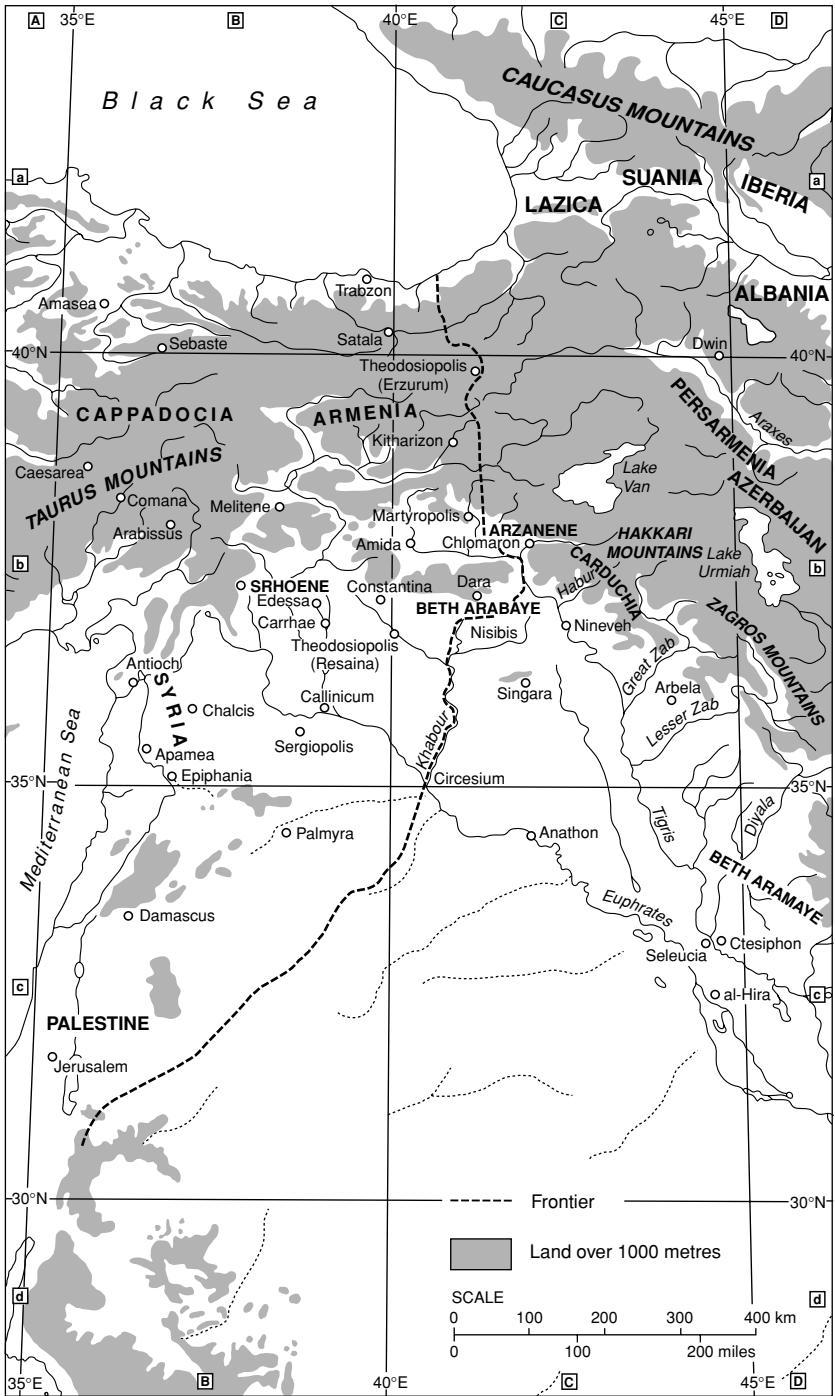 A
35°E
B
40°E
C
45°E
D
Black Sea
CAUCASUS MOUNTAINS
a
a
SUANIA
IBERIA
LAZICA
Trabzon
ALBANIA
Amasea
Satala
Sebaste
Dwin
40°N
40°N
Theodosiopolis
(Erzurum)
CAPPADOCIA
ARMENIA
PERSARMENIA
Araxes
Kitharizon
Caesarea
TAURUS MOUNTAINS
Lake
Van
Comana
Melitene
AZERBAIJAN
Arabissus
Martyropolis
ARZANENE
Amida
Chlomaron
HAKKARI
MOUNTAINS
Lake
Urmiah
b
b
CARDUCHIA
Habur
SRHOENE
Constantina
Dara
Edessa
BETH ARABAYE
ZAGROS MOUNTAINS
Carrhae
Nisibis
Nineveh
Theodosiopolis
(Resaina)
Antioch
SYRIA
Great Zab
Callinicum
Singara
Arbela
Chalcis
Lesser Zab
Khabour
Sergiopolis
Apamea
Epiphania
Mediterranean Sea
35°N
Circesium
35°N
Palmyra
Anathon
Tigris
Diyala
BETH ARAMAYE
Damascus
Euphrates
Ctesiphon
Seleucia
c
c
al-Hira
PALESTINE
Jerusalem
30°N
Frontier
30°N
Land over 1000 metres
d
d
SCALE
0 100 200 300 400 km
0 100 200 miles
35°E
B
40°E
C
45°E
D